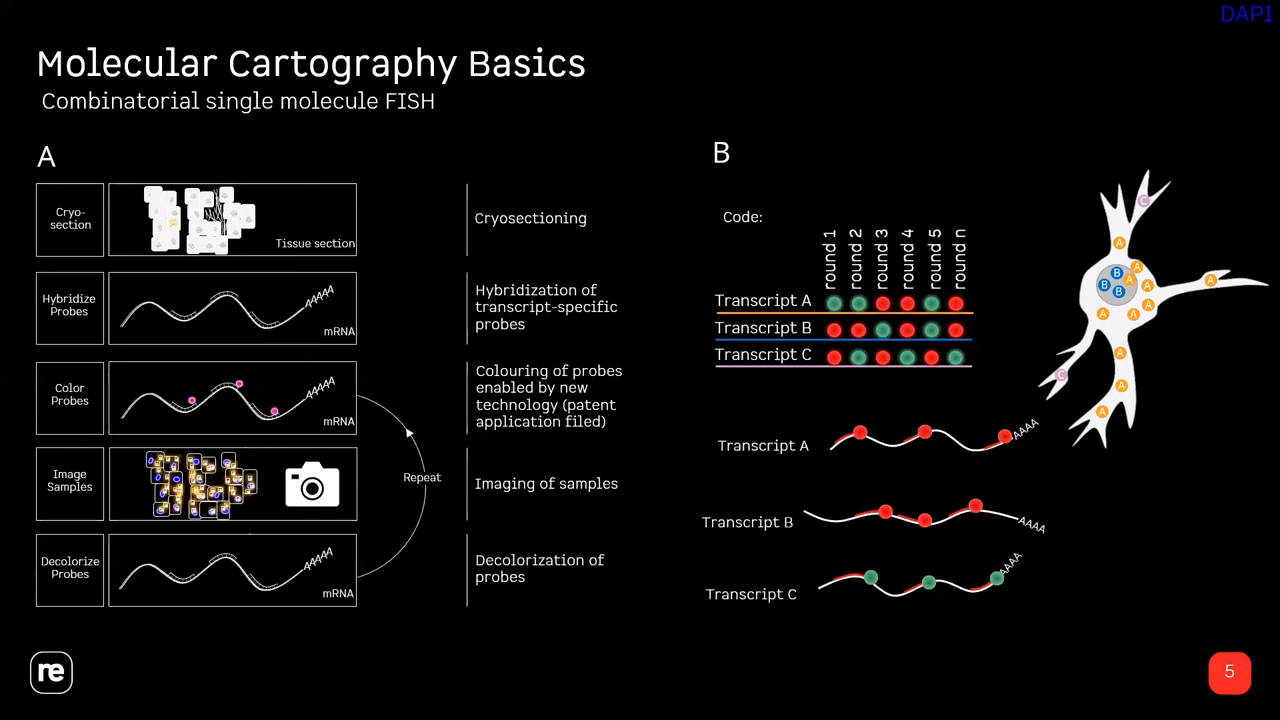 DAPI
Molecular Cartography Basics
Combinatorial single molecule FISH
A
Cryo-
section
Tissue section
Cryosectioning
Hybridize
Probes
AAAAA
mRNA
Hybridization of
transcript-specific
probes
Color
Probes
AAAAA
mRNA
Colouring of probes
enabled by new
technology (patent
application filed)
Image
Samples
Repeat
Imaging of samples
Decolorize
Probes
AAAAA
mRNA
Decolorization of
probes
B
Code:
round 1
round 2
round 3
round 4
round 5
round n
Transcript A
Transcript B
Transcript C
C
A
B
A
A
B
B
A
A
A
A
A
A
C
A
A
Transcript A
AAAA
Transcript B
AAAA
Transcript C
AAAA
re
5